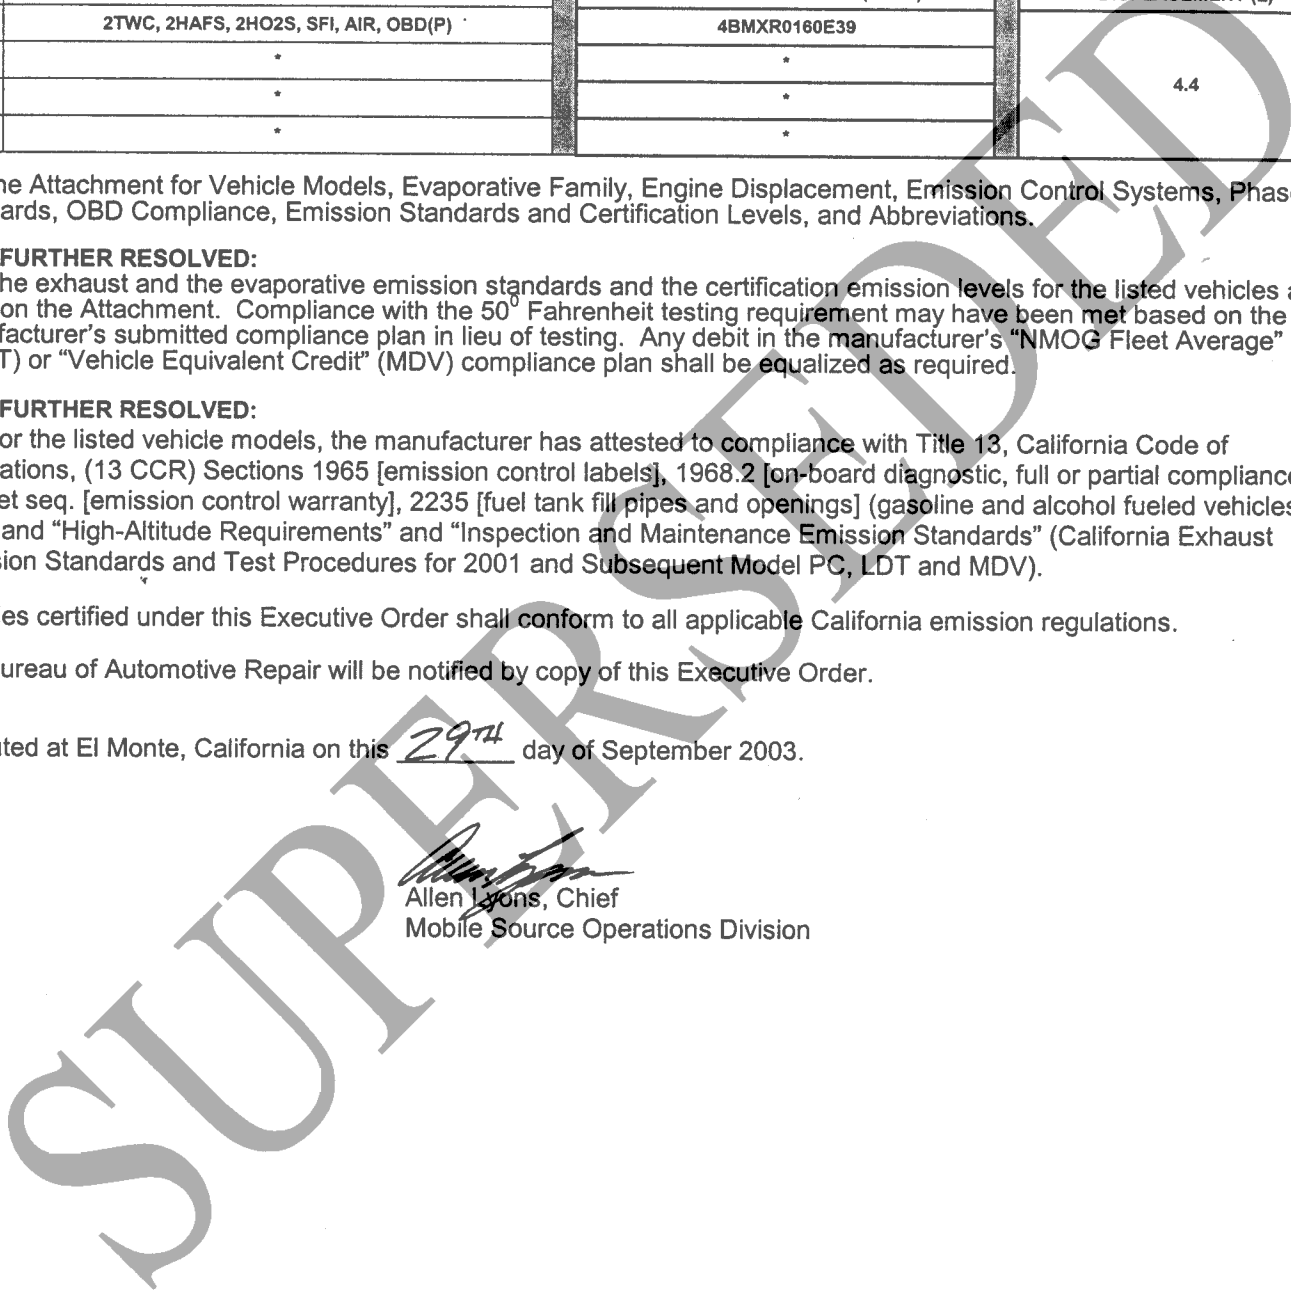 2TWC, 2HAFS, 2HO2S, SFI, AIR, OBD(P) 4BMXR0160E39
* *
* * 4.4
* *
ne Attachment for Vehicle Models, Evaporative Family, Engine Displacement, Emission Control Systems, Phase
ards, OBD Compliance, Emission Standards and Certification Levels, and Abbreviations.
FURTHER RESOLVED:
he exhaust and the evaporative emission standards and the certification emission levels for the listed vehicles a
on the Attachment. Compliance with the 50⁰ Fahrenheit testing requirement may have been met based on the
facturer's submitted compliance plan in lieu of testing. Any debit in the manufacturer's “NMOG Fleet Average”
T) or “Vehicle Equivalent Credit” (MDV) compliance plan shall be equalized as required.
FURTHER RESOLVED:
or the listed vehicle models, the manufacturer has attested to compliance with Title 13, California Code of
ations, (13 CCR) Sections 1965 [emission control labels], 1968.2 [on-board diagnostic, full or partial compliance
et seq. [emission control warranty], 2235 [fuel tank fill pipes and openings] (gasoline and alcohol fueled vehicles
and “High-Altitude Requirements” and “Inspection and Maintenance Emission Standards” (California Exhaust
sion Standards and Test Procedures for 2001 and Subsequent Model PC, LDT and MDV).
es certified under this Executive Order shall conform to all applicable California emission regulations.
ureau of Automotive Repair will be notified by copy of this Executive Order.
uted at El Monte, California on this 29TH day of September 2003.
Allen Lyons, Chief
Mobile Source Operations Division
SUPERSEDED